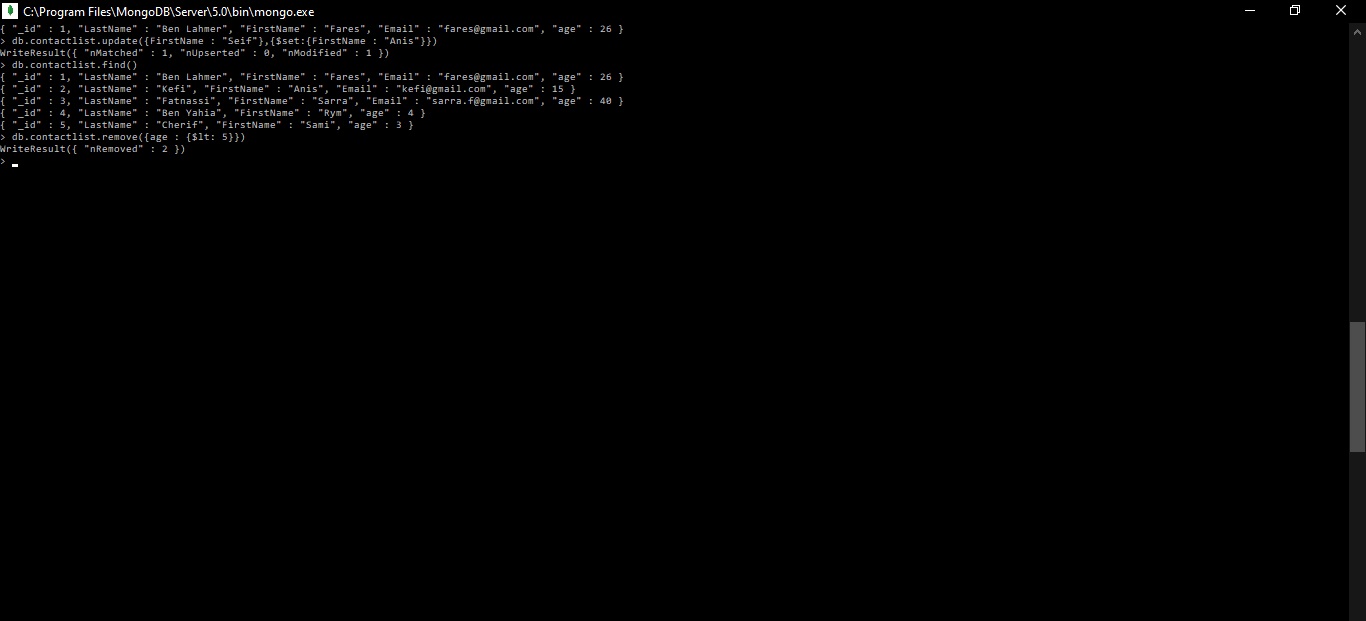 C:\Program Files\MongoDB\Server\5.0\bin\mongo.exe
{ "_id" : 1, "LastName" : "Ben Lahmer", "FirstName" : "Fares", "Email" : "fares@gmail.com", "age" : 26 }
> db.contactlist.update({FirstName : "Seif"},{$set:{FirstName : "Anis"}})
WriteResult({ "nMatched" : 1, "nUpserted" : 0, "nModified" : 1 })
> db.contactlist.find()
{ "_id" : 1, "LastName" : "Ben Lahmer", "FirstName" : "Fares", "Email" : "fares@gmail.com", "age" : 26 }
{ "_id" : 2, "LastName" : "Kefi", "FirstName" : "Anis", "Email" : "kefi@gmail.com", "age" : 15 }
{ "_id" : 3, "LastName" : "Fatnassi", "FirstName" : "Sarra", "Email" : "sarra.f@gmail.com", "age" : 40 }
{ "_id" : 4, "LastName" : "Ben Yahia", "FirstName" : "Rym", "age" : 4 }
{ "_id" : 5, "LastName" : "Cherif", "FirstName" : "Sami", "age" : 3 }
> db.contactlist.remove({age : {$lt: 5}})
WriteResult({ "nRemoved" : 2 })
>